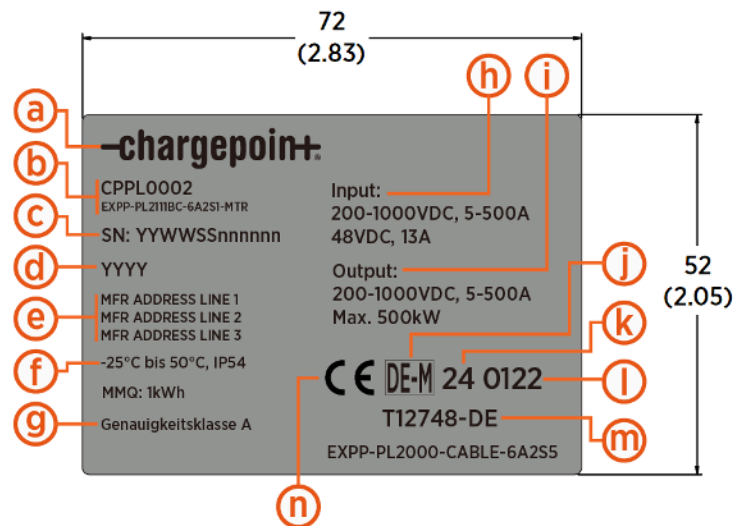 72
(2.83)
h
i
a
-chargepoint.
b
CPPL0002
EXPP-PL2111BC-6A2S1-MTR
c
SN: YYWWSSnnnnnn
d
YYYY
e
MFR ADDRESS LINE 1
MFR ADDRESS LINE 2
MFR ADDRESS LINE 3
f
-25°C bis 50°C, IP54
MMQ: 1kWh
g
Genauigkeitsklasse A
Input:
200-1000VDC, 5-500A
48VDC, 13A
Output:
200-1000VDC, 5-500A
Max. 500kW
j
52
(2.05)
k
CE DE-M 24 0122
l
T12748-DE
m
EXPP-PL2000-CABLE-6A2S5
n